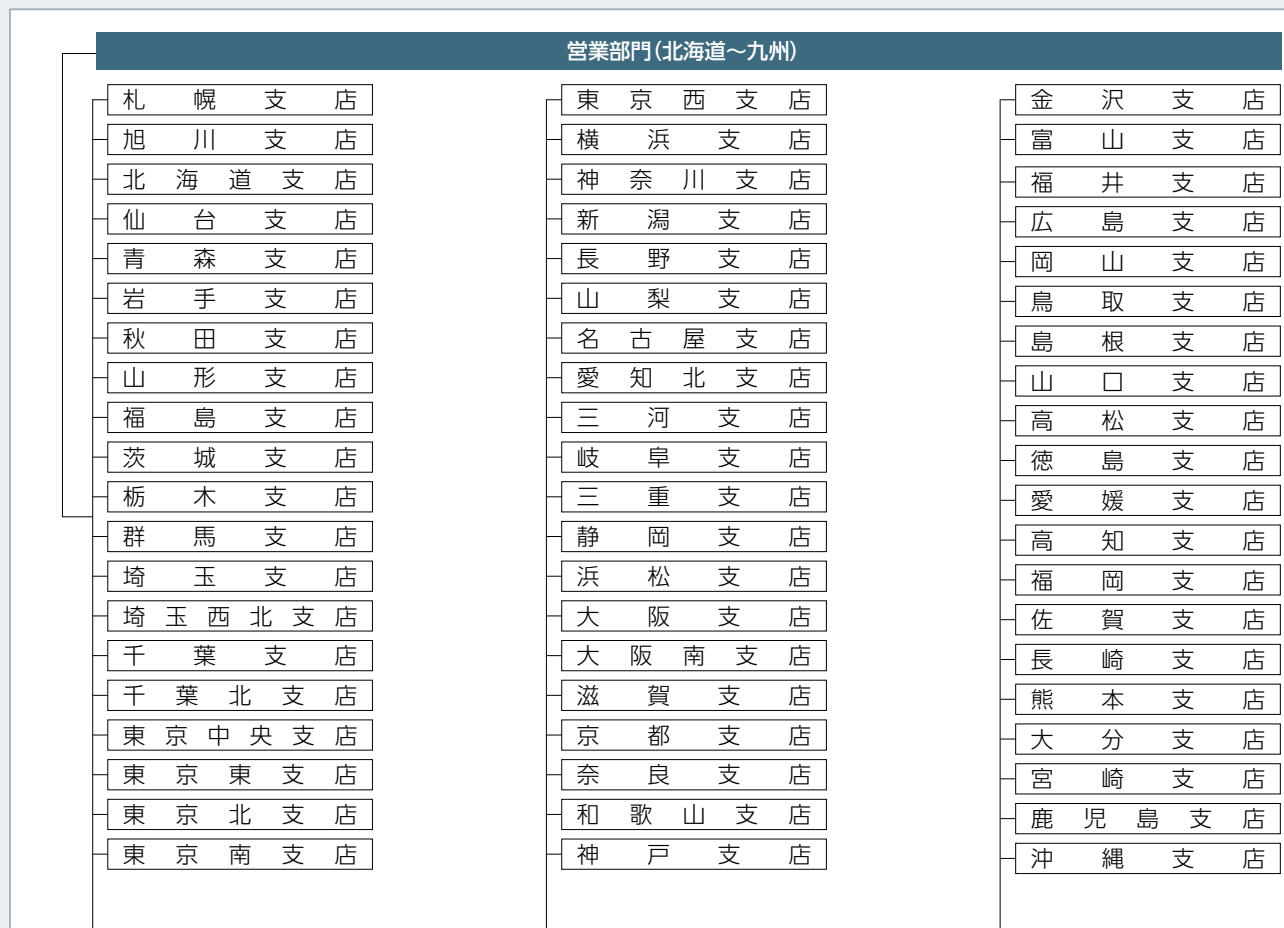 営業部門(北海道～九州)
札幌支店
旭川支店
北海道支店
仙台支店
青森支店
岩手支店
秋田支店
山形支店
福島支店
茨城支店
栃木支店
群馬支店
埼玉支店
埼玉西北支店
千葉支店
千葉北支店
東京中央支店
東京東支店
東京北支店
東京南支店
東京西支店
横浜支店
神奈川支店
新潟支店
長野支店
山梨支店
名古屋支店
愛知北支店
三河支店
岐阜支店
三重支店
静岡支店
浜松支店
大阪支店
大阪南支店
滋賀支店
京都支店
奈良支店
和歌山支店
神戸支店
金沢支店
富山支店
福井支店
広島支店
岡山支店
鳥取支店
島根支店
山口支店
高松支店
徳島支店
愛媛支店
高知支店
福岡支店
佐賀支店
長崎支店
熊本支店
大分支店
宮崎支店
鹿児島支店
沖縄支店